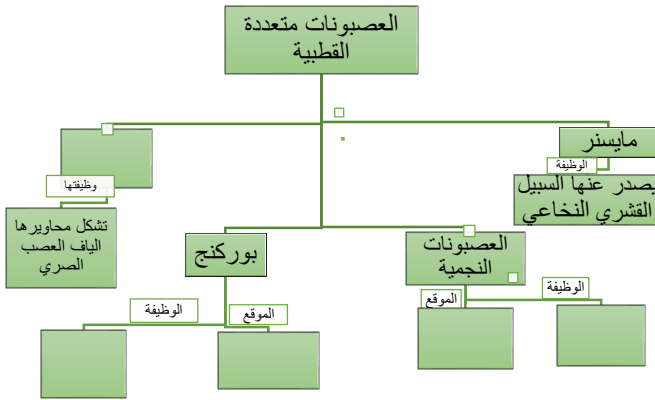 العصبونات متعددة
القطبية
مايسنر
الوظيفة
يصدر عنها السبيل
القشري النخاعي
العصبونات
النجمية
الوظيفة
الموقع
بوركنج
الموقع
الوظيفة
وظيفتها
تشكل محاويرها
الياف العصب
الصري